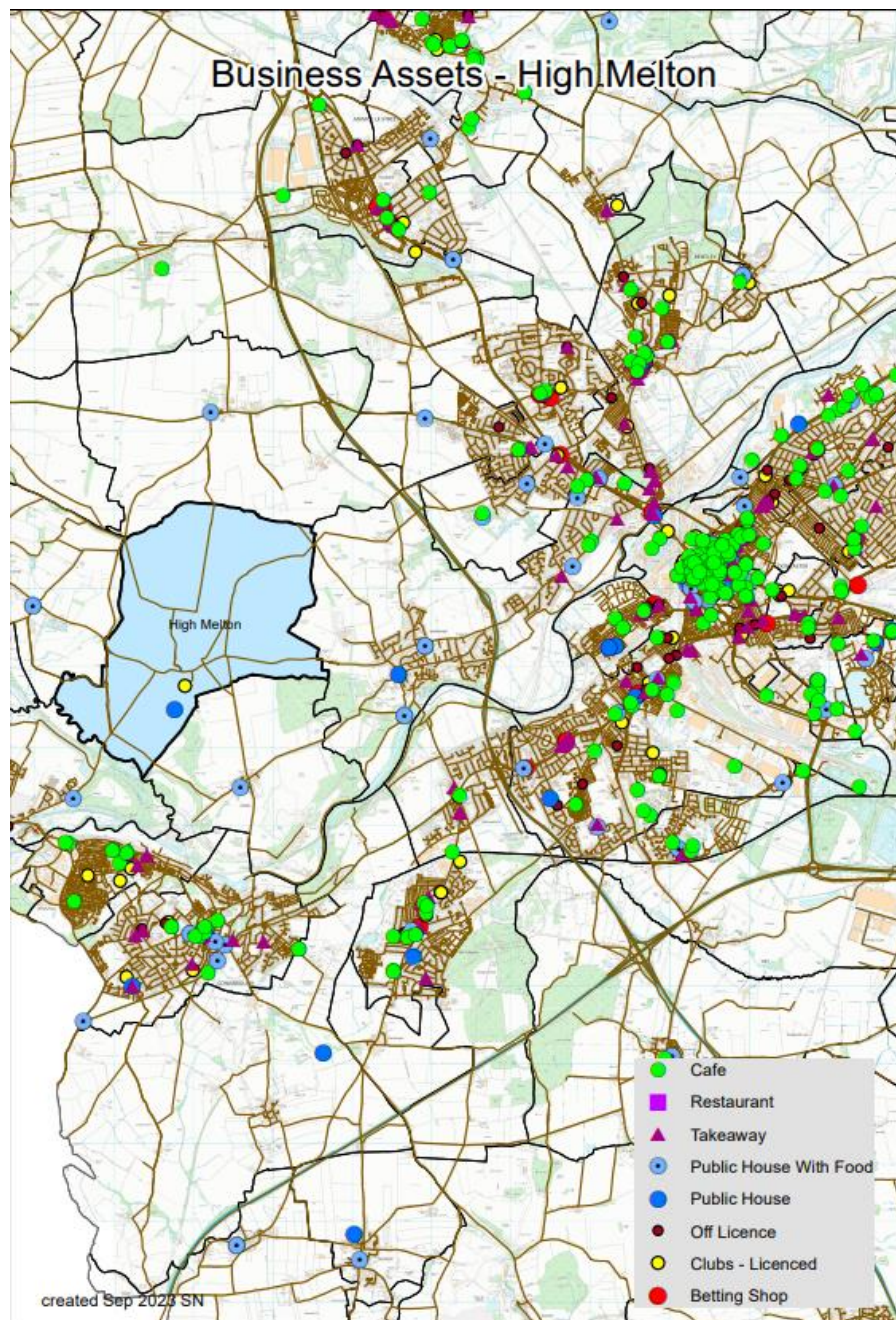 Business Assets - High Melton
High Melton
Cafe
Restaurant
Takeaway
Public House With Food
Public House
Off Licence
Clubs - Licenced
Betting Shop
created Sep 2023 SN